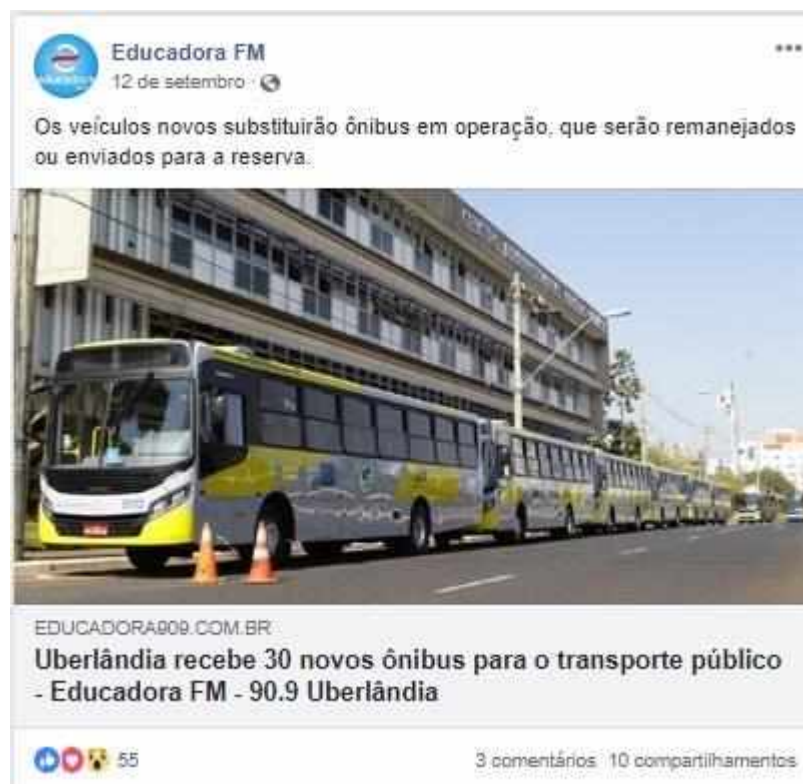 Educadora FM
12 de setembro ·
Os veículos novos substituirão ônibus em operação, que serão remanejados
ou enviados para a reserva.
EDUCADORA909.COM.BR
Uberlândia recebe 30 novos ônibus para o transporte público
- Educadora FM - 90.9 Uberlândia
55
3 comentários 10 compartilhamentos